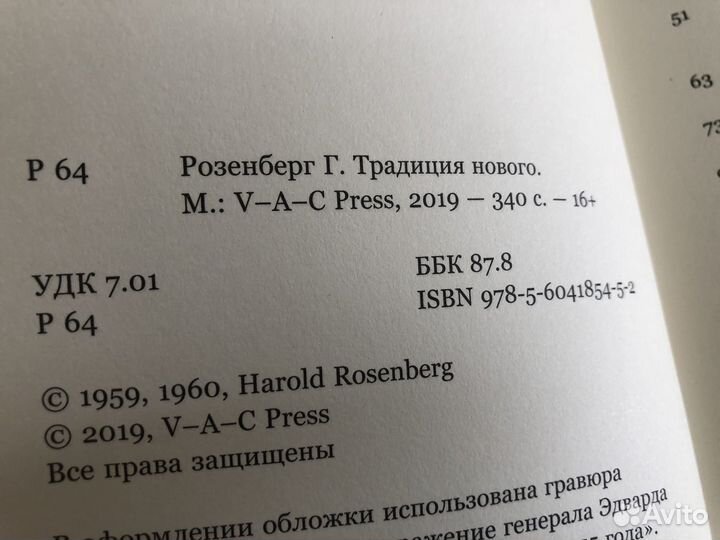 Р 64
Розенберг Г. Традиция нового.
М.: V–A–C Press, 2019 – 340 с. – 16+
УДК 7.01
Р 64
ББК 87.8
ISBN 978-5-6041854-5-2
© 1959, 1960, Harold Rosenberg
© 2019, V–A–C Press
Все права защищены
В оформлении обложки использована гравюра
генерала Эдварда
года».
51
63
73
Avito